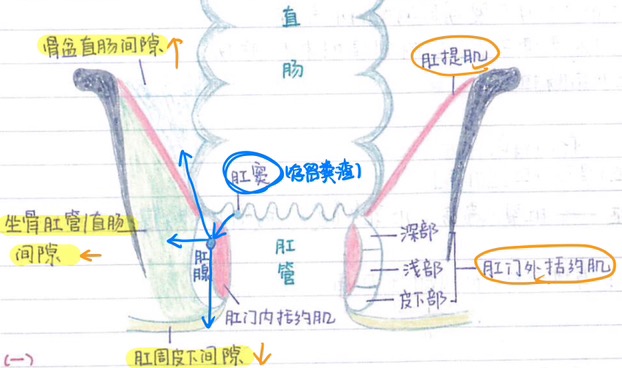 直
肠
骨盆直肠间隙↑
肛提肌
肛窦
(容留粪渣)
坐骨肛管/直肠
间隙←
肛腺
肛管
深部
浅部
皮下部
肛门外括约肌
肛门内括约肌
肛周皮下间隙↓
(一)